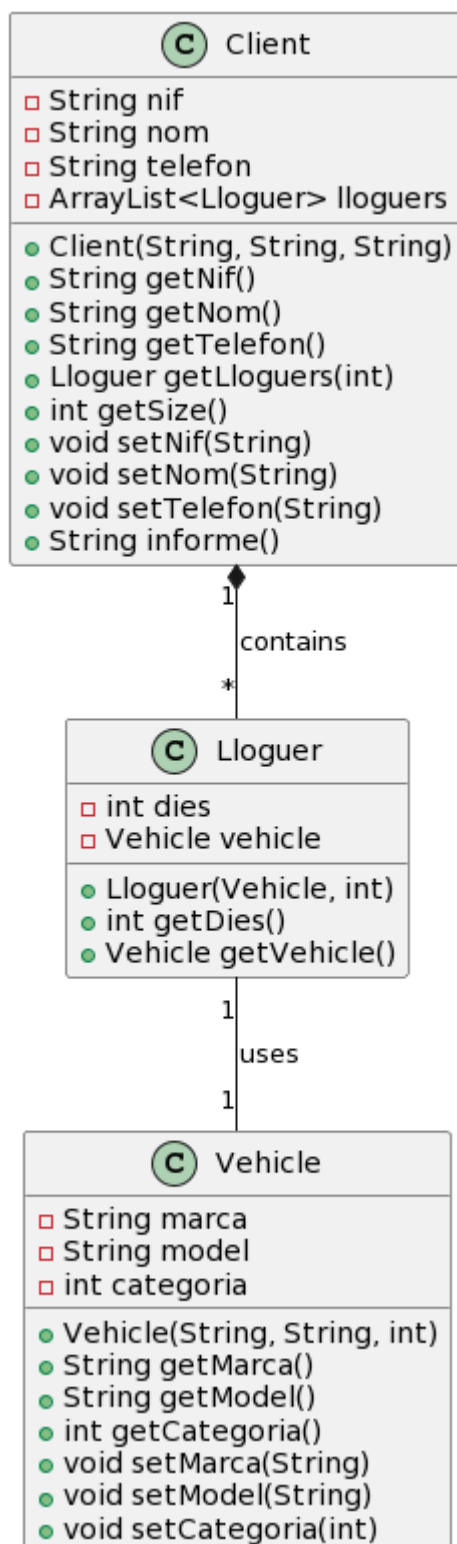 C Client
String nif
String nom
String telefon
ArrayList<Lloguer> lloguers
Client(String, String, String)
String getNif()
String getNom()
String getTelefon()
Lloguer getLloguers(int)
int getSize()
void setNif(String)
void setNom(String)
void setTelefon(String)
String informe()
1
contains
*
C Lloguer
int dies
Vehicle vehicle
Lloguer(Vehicle, int)
int getDies()
Vehicle getVehicle()
1
uses
1
C Vehicle
String marca
String model
int categoria
Vehicle(String, String, int)
String getMarca()
String getModel()
int getCategoria()
void setMarca(String)
void setModel(String)
void setCategoria(int)